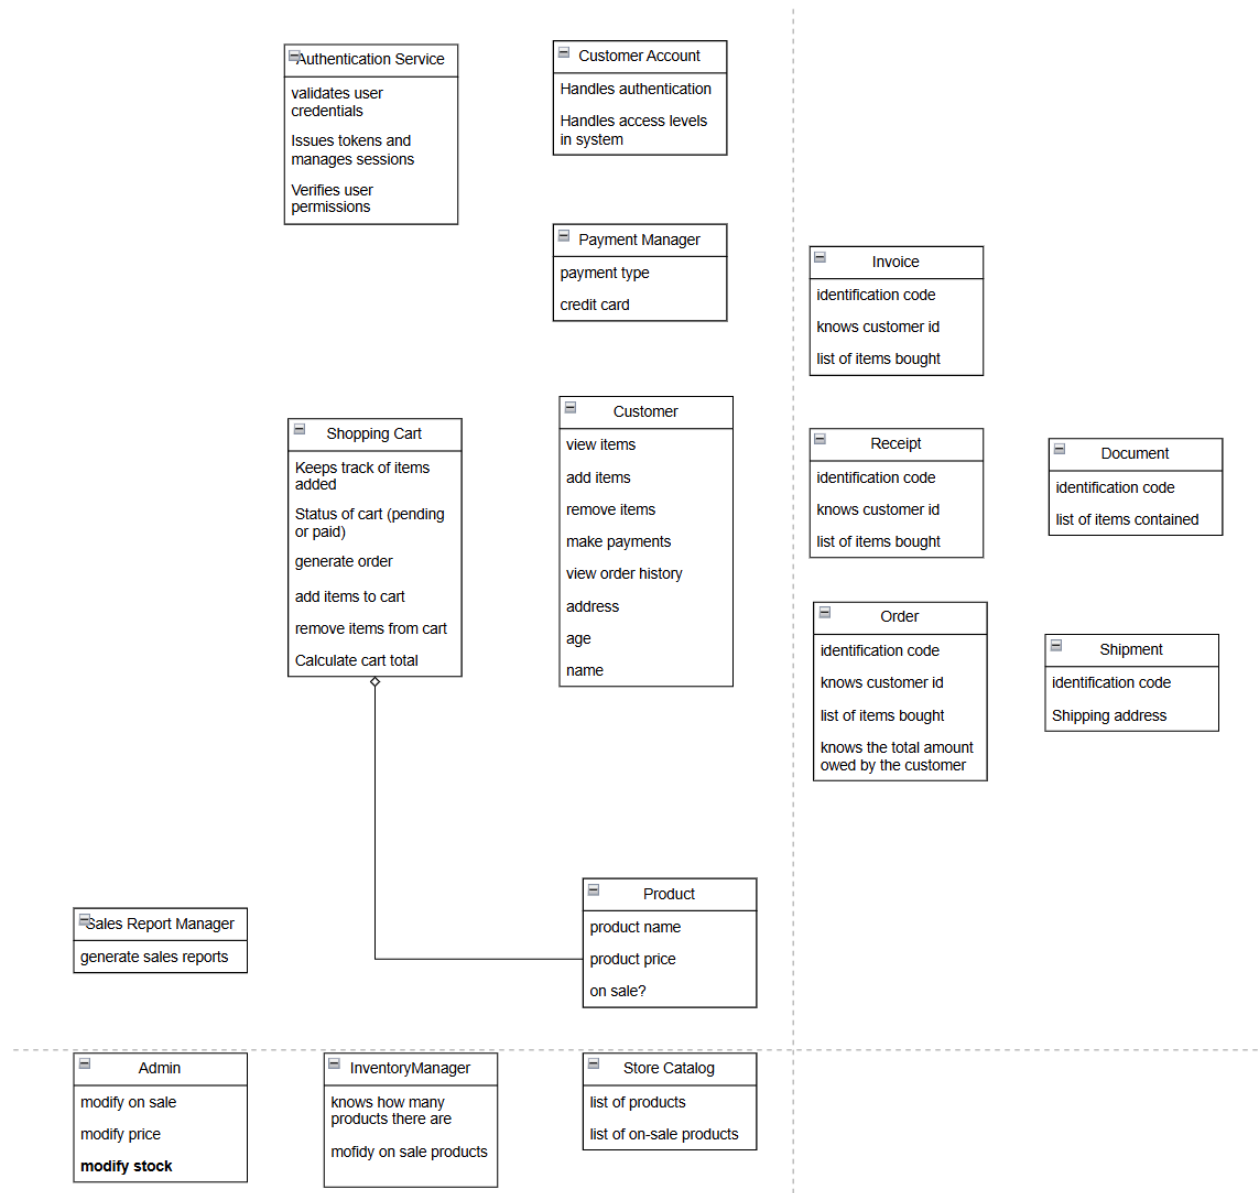 Authentication Service
validates user
credentials
Issues tokens and
manages sessions
Verifies user
permissions
Customer Account
Handles authentication
Handles access levels
in system
Payment Manager
payment type
credit card
Invoice
identification code
knows customer id
list of items bought
Shopping Cart
Keeps track of items
added
Status of cart (pending
or paid)
generate order
add items to cart
remove items from cart
Calculate cart total
Customer
view items
add items
remove items
make payments
view order history
address
age
name
Receipt
identification code
knows customer id
list of items bought
Document
identification code
list of items contained
Order
identification code
knows customer id
list of items bought
knows the total amount
owed by the customer
Shipment
identification code
Shipping address
Sales Report Manager
generate sales reports
Product
product name
product price
on sale?
Admin
modify on sale
modify price
modify stock
InventoryManager
knows how many
products there are
mofidy on sale products
Store Catalog
list of products
list of on-sale products